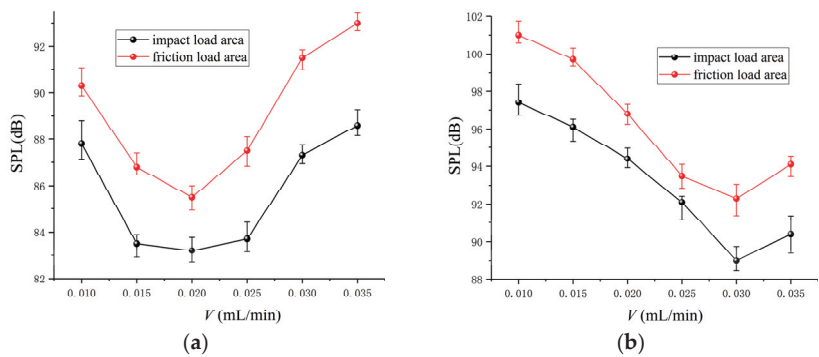 impact load area
friction load area
SPL(dB)
92
90
88
86
84
82
0.010 0.015 0.020 0.025 0.030 0.035
V (mL/min)
(a)
impact load area
friction load area
SPL(dB)
102
100
98
96
94
92
90
88
0.010 0.015 0.020 0.025 0.030 0.035
V (mL/min)
(b)